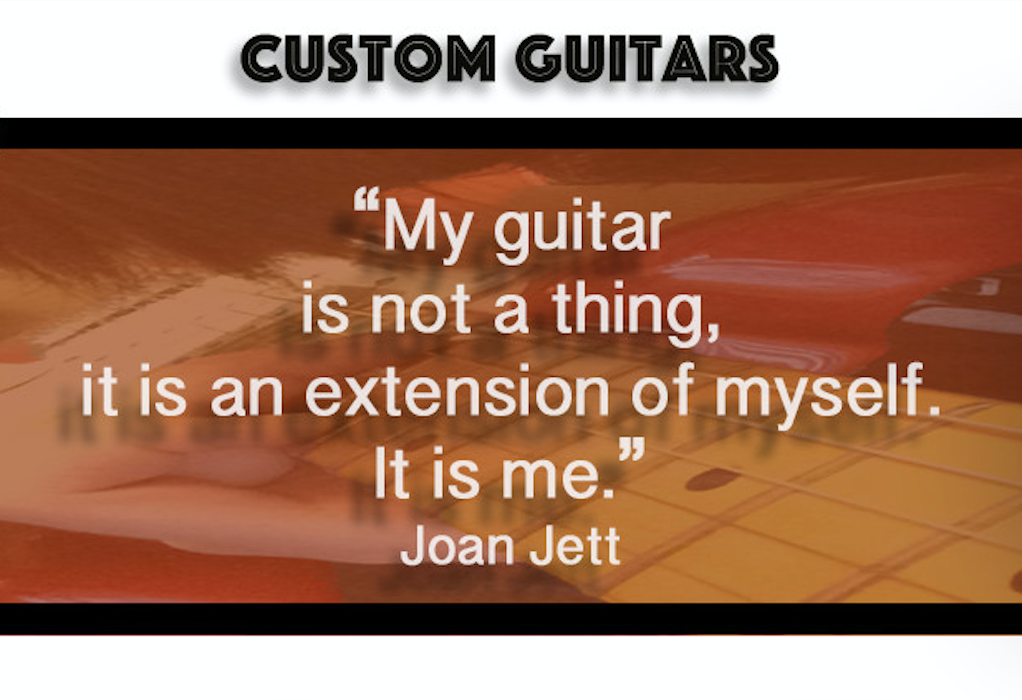 CUSTOM GUITARS
“My guitar
is not a thing,
it is an extension of myself.
It is me.”
Joan Jett